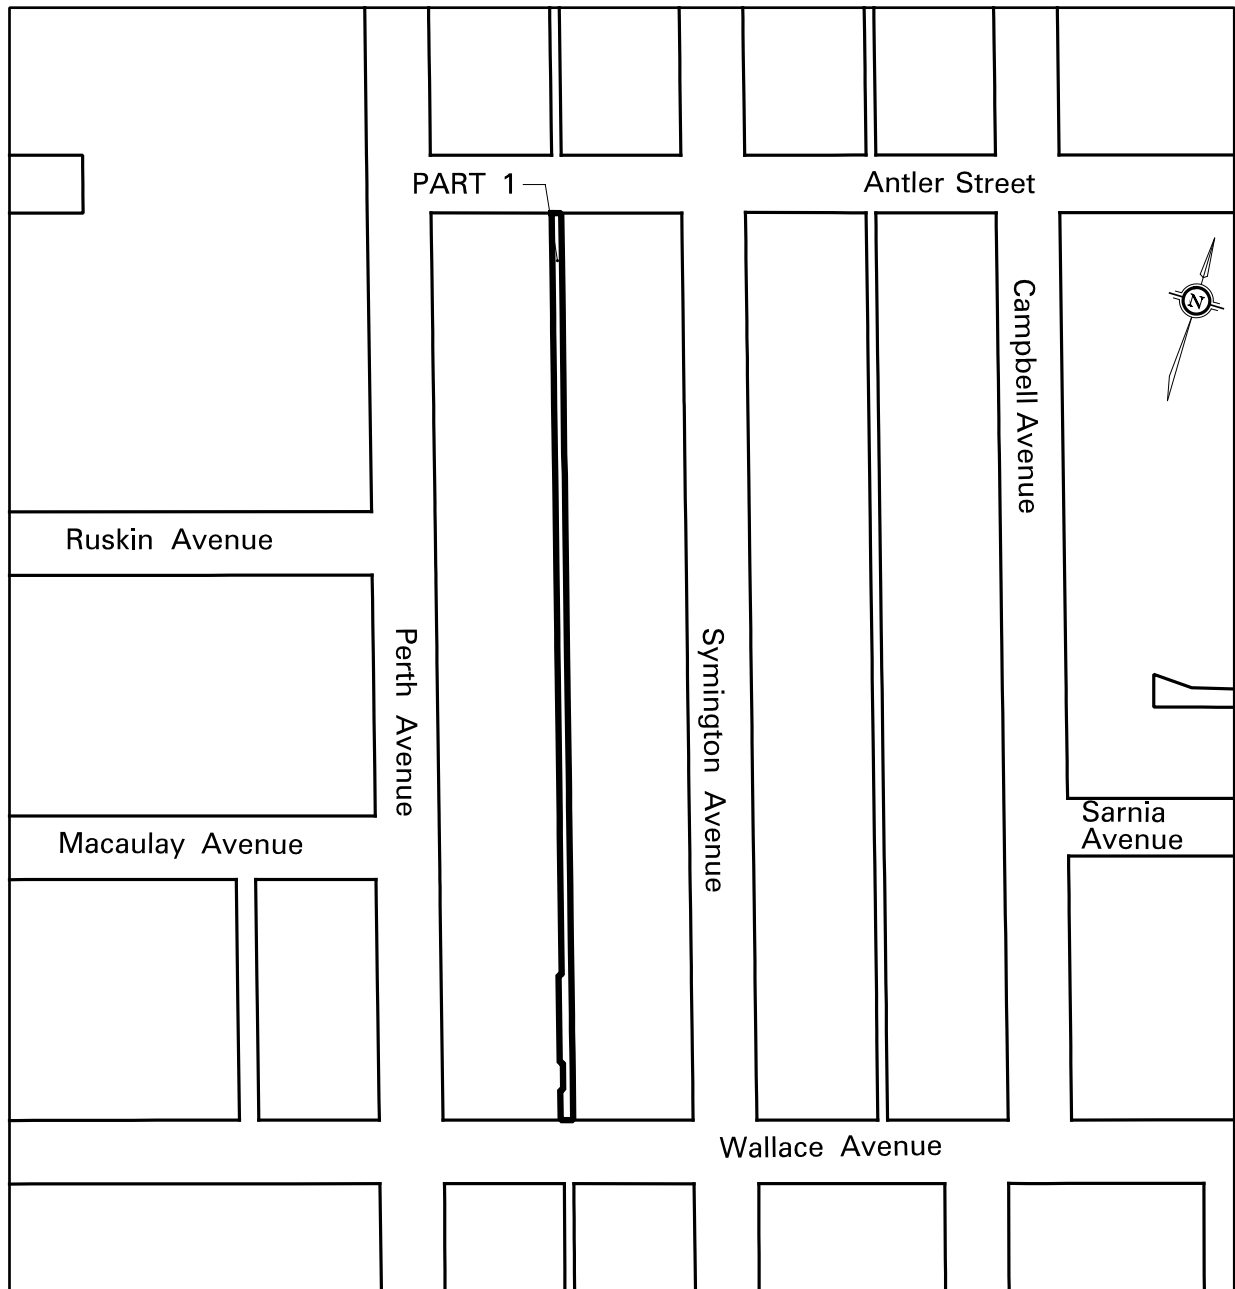 PART 1
Antler Street
Campbell Avenue
N
Ruskin Avenue
Perth Avenue
Symington Avenue
Macaulay Avenue
Sarnia
Avenue
Wallace Avenue